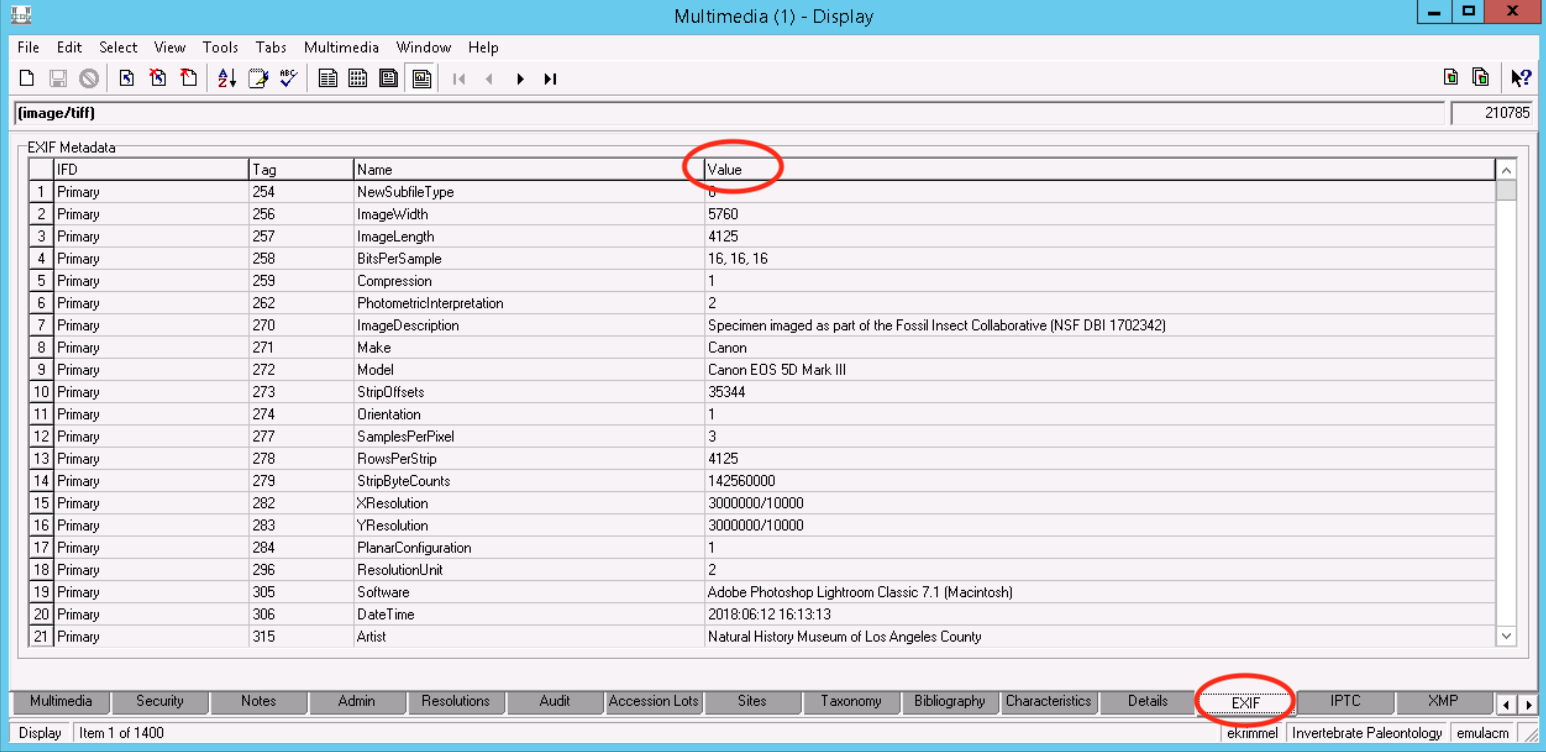 Multimedia (1) - Display
File Edit Select View Tools Tabs Multimedia Window Help
(image/tiff) 210785
EXIF Metadata
IFD Tag Name Value
1 Primary 254 NewSubfileType 0
2 Primary 256 ImageWidth 5760
3 Primary 257 ImageLength 4125
4 Primary 258 BitsPerSample 16, 16, 16
5 Primary 259 Compression 1
6 Primary 262 PhotometricInterpretation 2
7 Primary 270 ImageDescription Specimen imaged as part of the Fossil Insect Collaborative (NSF DBI 1702342)
8 Primary 271 Make Canon
9 Primary 272 Model Canon EOS 5D Mark III
10 Primary 273 StripOffsets 35344
11 Primary 274 Orientation 1
12 Primary 277 SamplesPerPixel 3
13 Primary 278 RowsPerStrip 4125
14 Primary 279 StripByteCounts 142560000
15 Primary 282 XResolution 3000000/10000
16 Primary 283 YResolution 3000000/10000
17 Primary 284 PlanarConfiguration 1
18 Primary 296 ResolutionUnit 2
19 Primary 305 Software Adobe Photoshop Lightroom Classic 7.1 (Macintosh)
20 Primary 306 DateTime 2018:06:12 16:13:13
21 Primary 315 Artist Natural History Museum of Los Angeles County
Multimedia Security Notes Admin Resolutions Audit Accession Lots Sites Taxonomy Bibliography Characteristics Details EXIF IPTC XMP
Display Item 1 of 1400 ekrimmel Invertebrate Paleontology emulacm